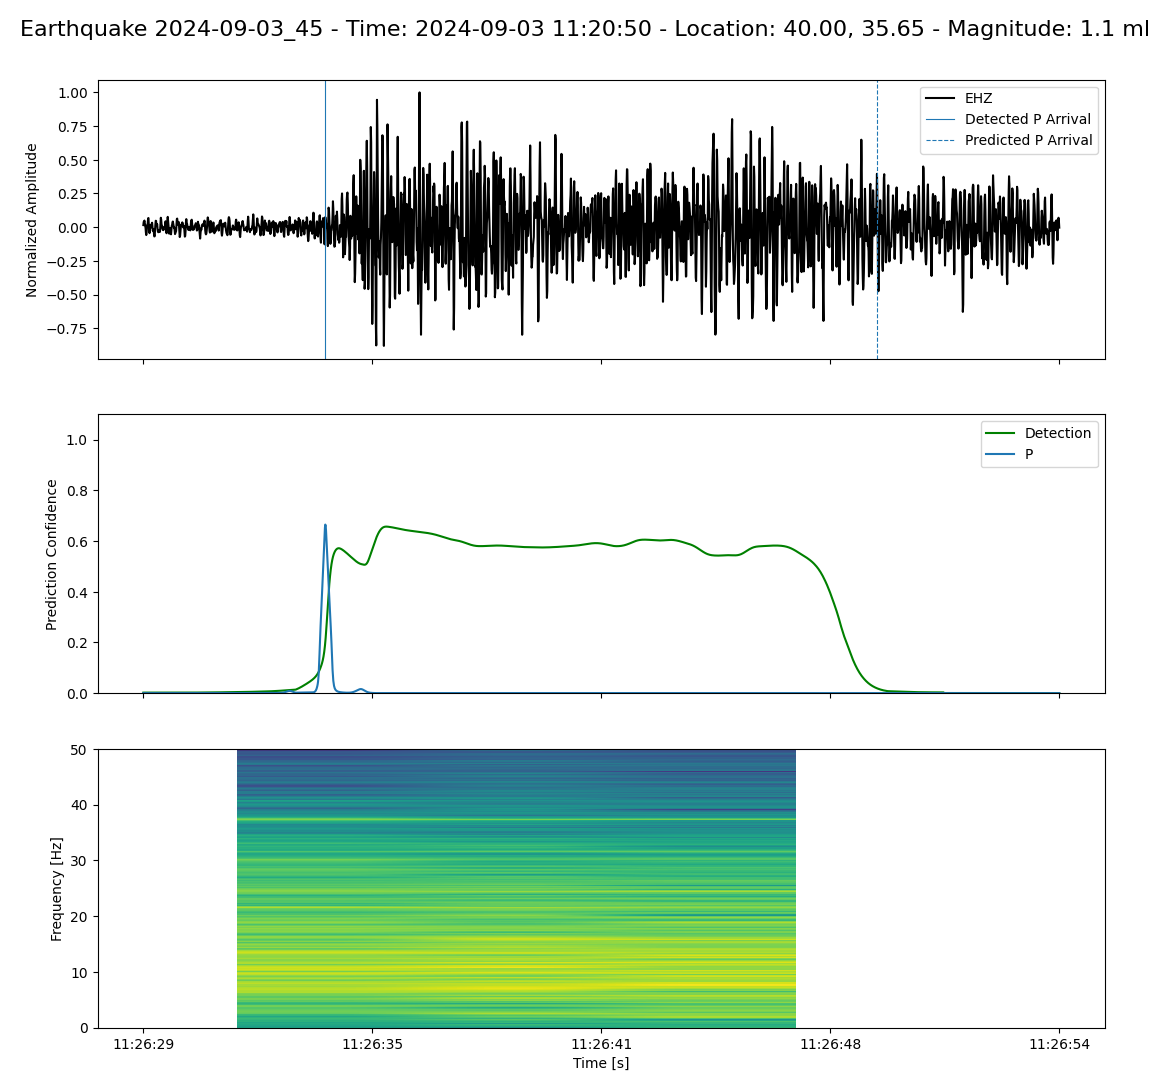 Earthquake 2024-09-03_45 - Time: 2024-09-03 11:20:50 - Location: 40.00, 35.65 - Magnitude: 1.1 ml
1.00
0.75
0.50
0.25
0.00
−0.25
−0.50
−0.75
Normalized Amplitude
EHZ
Detected P Arrival
Predicted P Arrival
1.0
0.8
0.6
0.4
0.2
0.0
Prediction Confidence
Detection
P
50
40
30
20
10
0
Frequency [Hz]
11:26:29 11:26:35 11:26:41 11:26:48 11:26:54
Time [s]